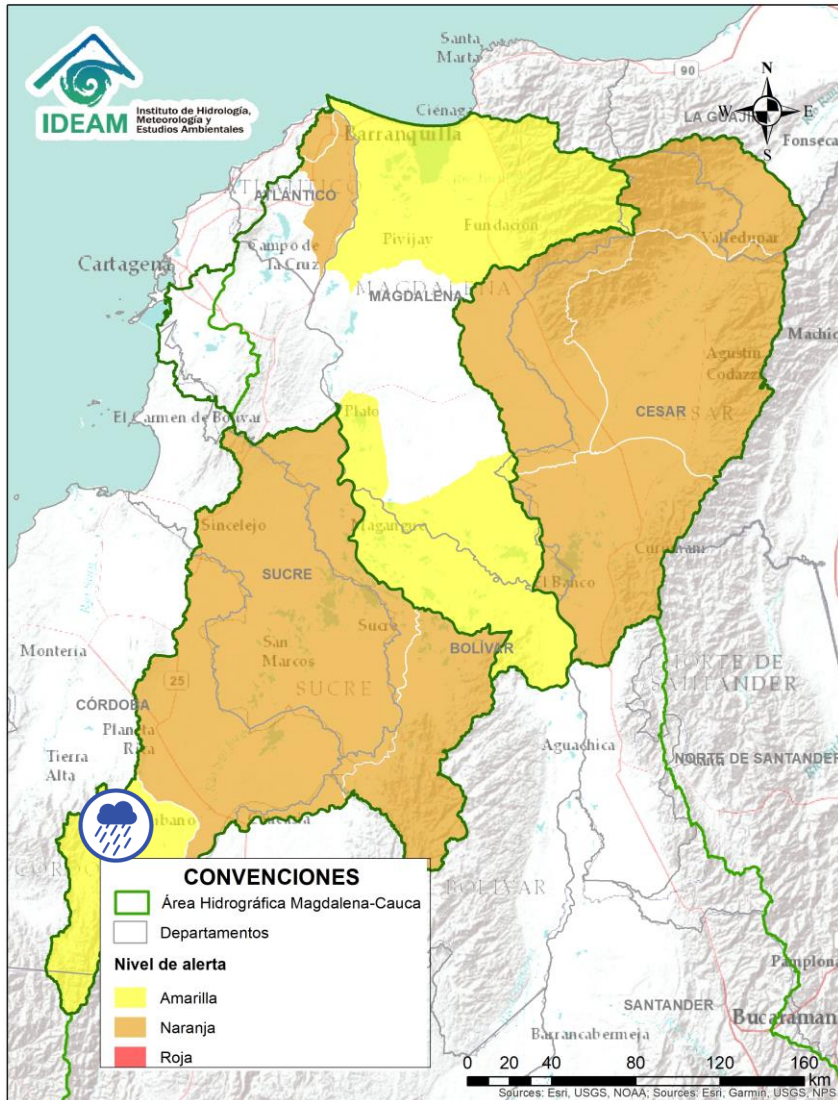 IDEAM
Instituto de Hidrología,
Meteorología y
Estudios Ambientales
Santa
Marta
90
N
W
E
S
LA GUAJIRA
Ciénaga
Barranquilla
Fonseca
ATLÁNTICO
Pivijay
Fundación
Valledupar
Cartagena
Campo de
La Cruz
MAGDALENA
MAGDALENA
Machiq
Agustín
Codazzi
CESAR
CESAR
El Carmen de Bolívar
Plato
Sincelejo
Magangué
SUCRE
El Banco
Sucre
BOLÍVAR
Montería
San
Marcos
25
SUCRE
NORTE DE
SANTANDER
CÓRDOBA
Planeta
Rica
Tierra
Alta
Aguachica
NORTE DE SANTANDER
BOLÍVAR
CONVENCIONES
Área Hidrográfica Magdalena-Cauca
Departamentos
Nivel de alerta
Amarilla
Naranja
Roja
Pamplona
SANTANDER
Bucaraman
Barrancabermeja
0 20 40 80 120 160
km
Sources: Esri, USGS, NOAA; Sources: Esri, Garmin, USGS, NPS